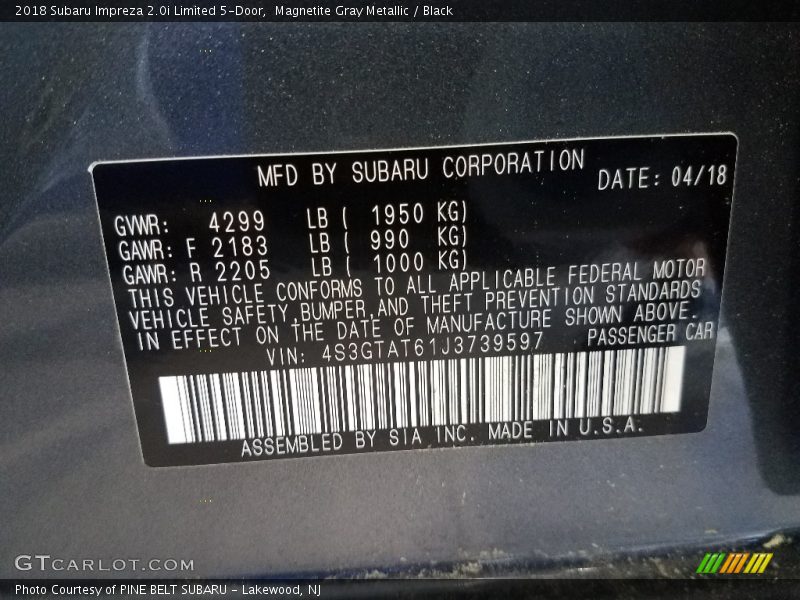 2018 Subaru Impreza 2.0i Limited 5-Door, Magnetite Gray Metallic / Black
MFD BY SUBARU CORPORATION DATE: 04/18
GVWR: 4299 LB ( 1950 KG)
GAWR: F 2183 LB ( 990 KG)
GAWR: R 2205 LB ( 1000 KG)
THIS VEHICLE CONFORMS TO ALL APPLICABLE FEDERAL MOTOR
VEHICLE SAFETY,BUMPER,AND THEFT PREVENTION STANDARDS
IN EFFECT ON THE DATE OF MANUFACTURE SHOWN ABOVE.
VIN: 4S3GTAT61J3739597 PASSENGER CAR
ASSEMBLED BY SIA INC. MADE IN U.S.A.
GTCARLOT.COM
Photo Courtesy of PINE BELT SUBARU - Lakewood, NJ